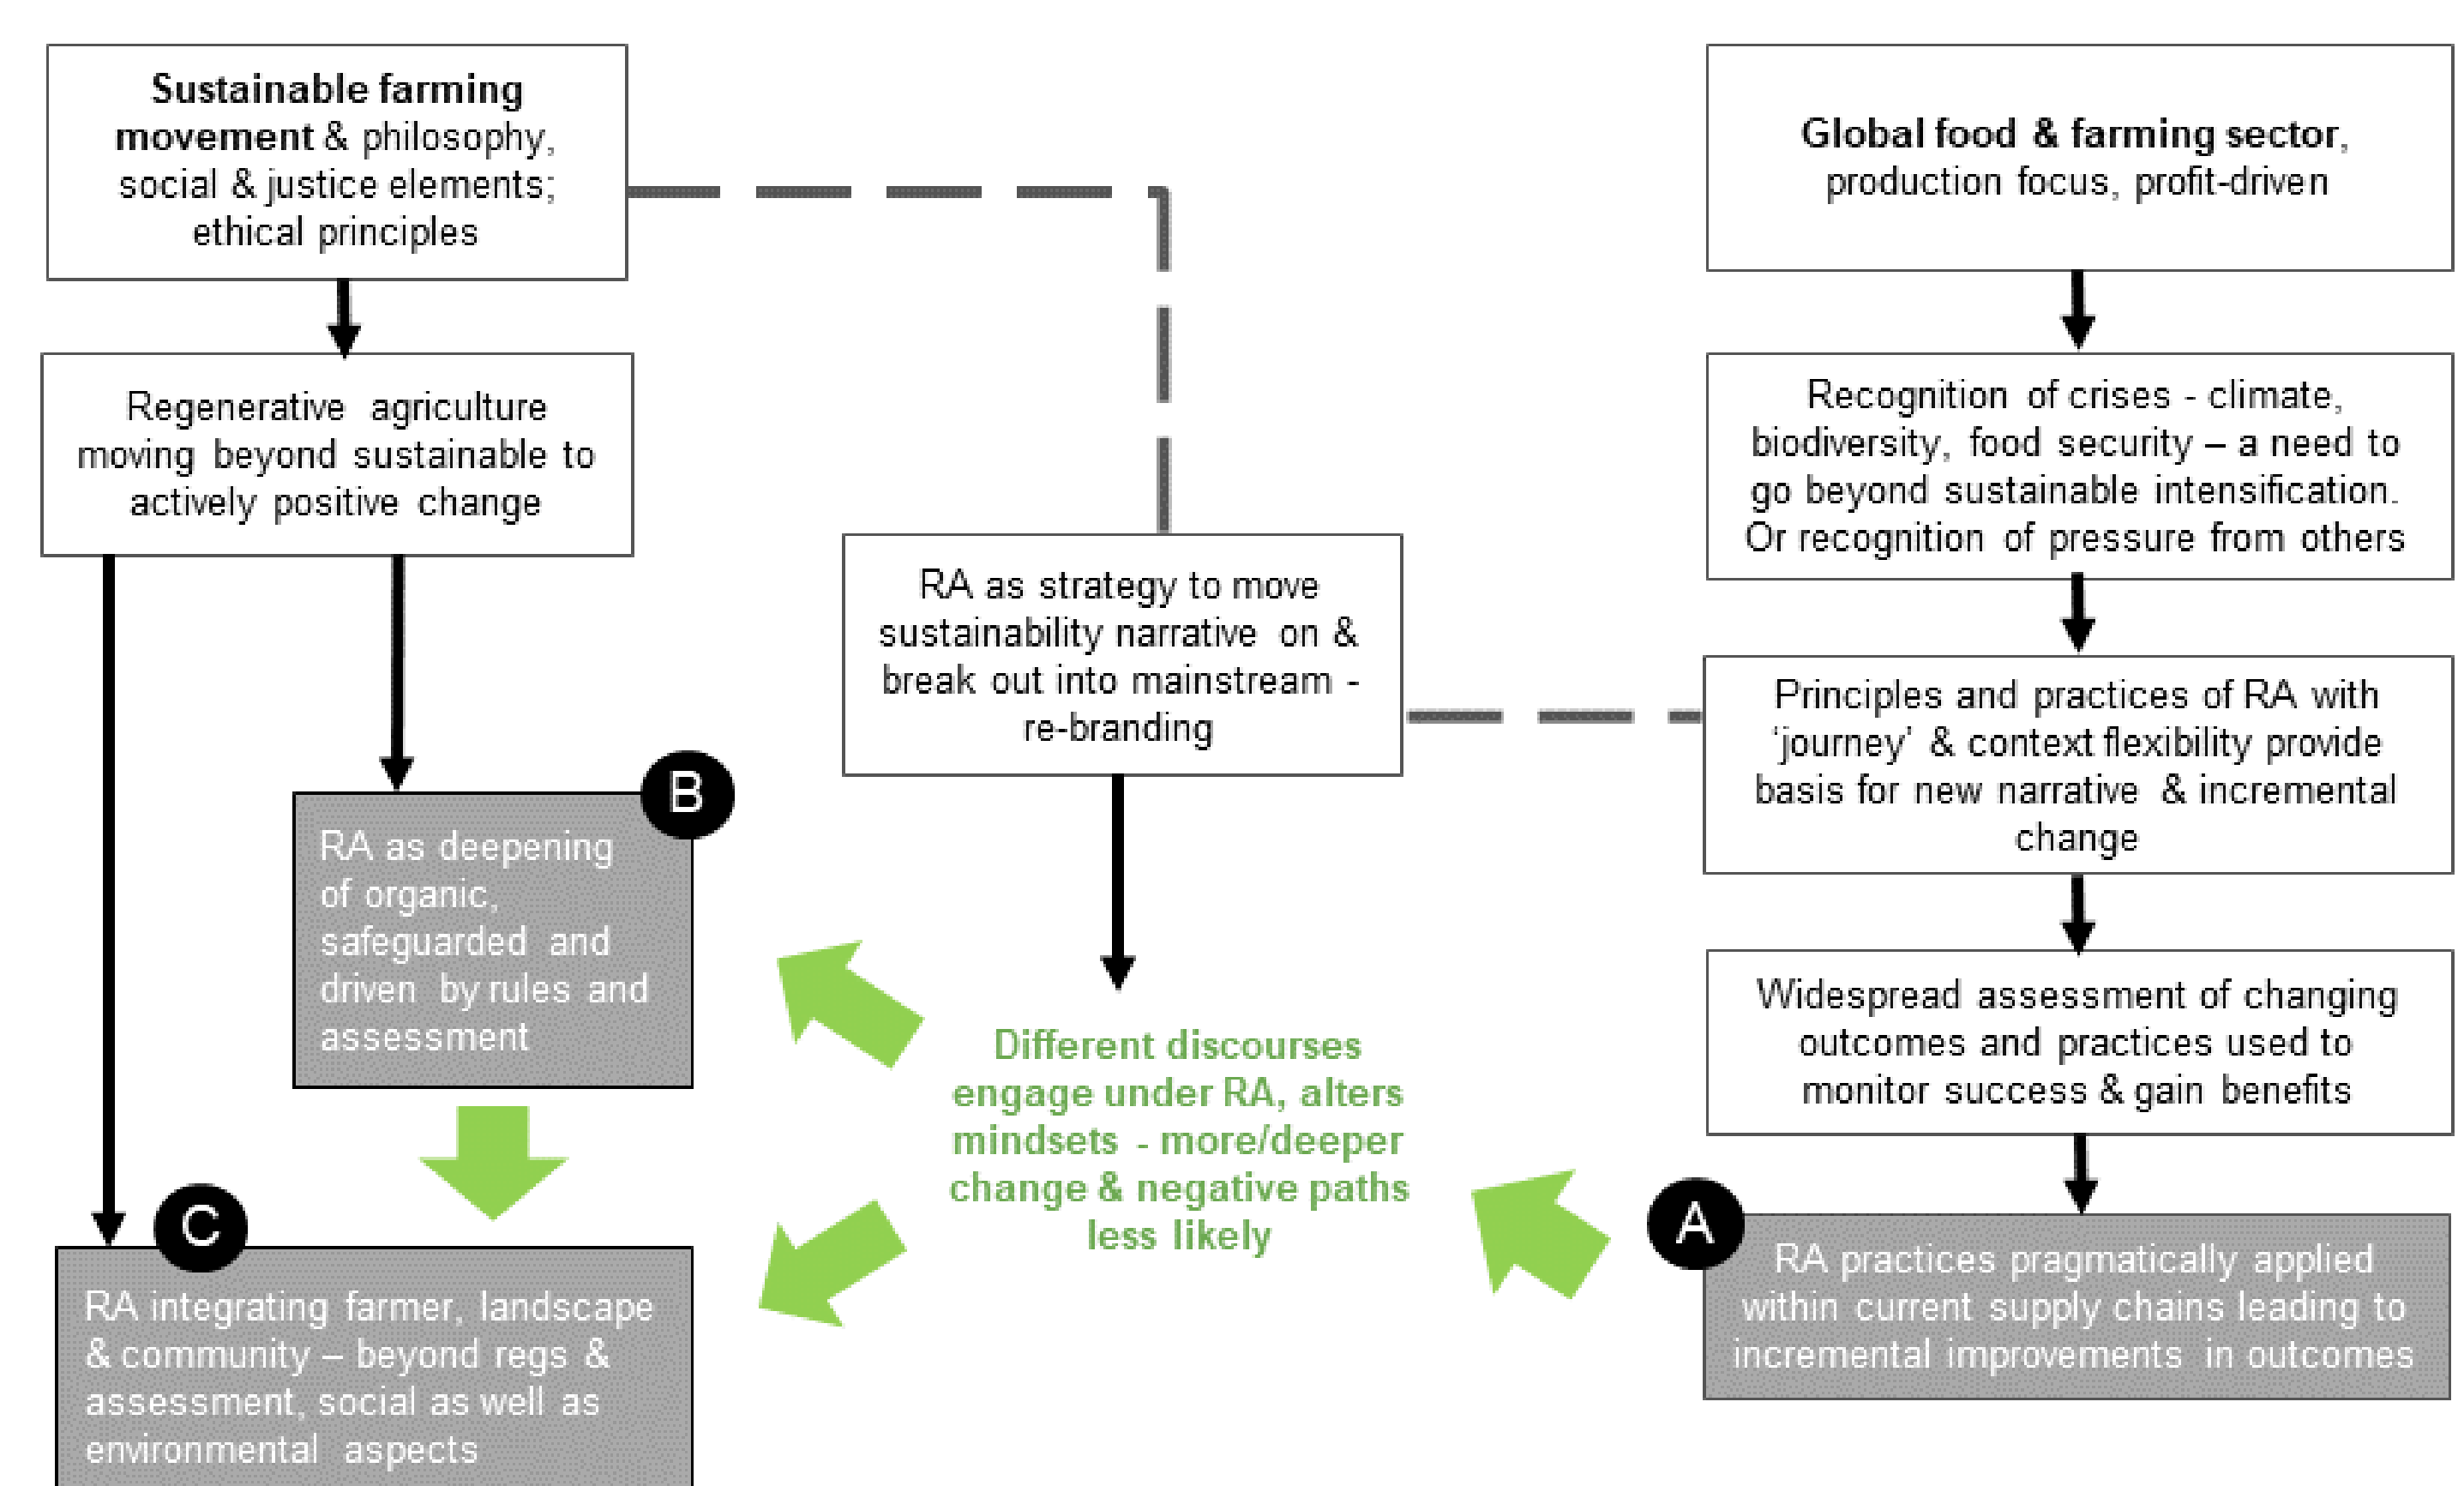 Sustainable farming
movement & philosophy,
social & justice elements;
ethical principles
Regenerative agriculture
moving beyond sustainable to
actively positive change
B
RA as deepening
of organic,
safeguarded and
driven by rules and
assessment
C
RA integrating farmer, landscape
& community – beyond regs &
assessment, social as well as
environmental aspects
RA as strategy to move
sustainability narrative on &
break out into mainstream -
re-branding
Different discourses
engage under RA, alters
mindsets - more/deeper
change & negative paths
less likely
Global food & farming sector,
production focus, profit-driven
Recognition of crises - climate,
biodiversity, food security – a need to
go beyond sustainable intensification.
Or recognition of pressure from others
Principles and practices of RA with
‘journey’ & context flexibility provide
basis for new narrative & incremental
change
Widespread assessment of changing
outcomes and practices used to
monitor success & gain benefits
A
RA practices pragmatically applied
within current supply chains leading to
incremental improvements in outcomes